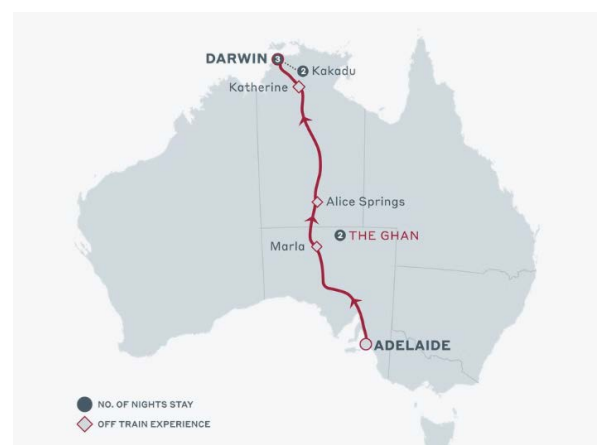 DARWIN 3
2 Kakadu
Katherine
Alice Springs
2 THE GHAN
Marla
ADELAIDE
NO. OF NIGHTS STAY
OFF TRAIN EXPERIENCE